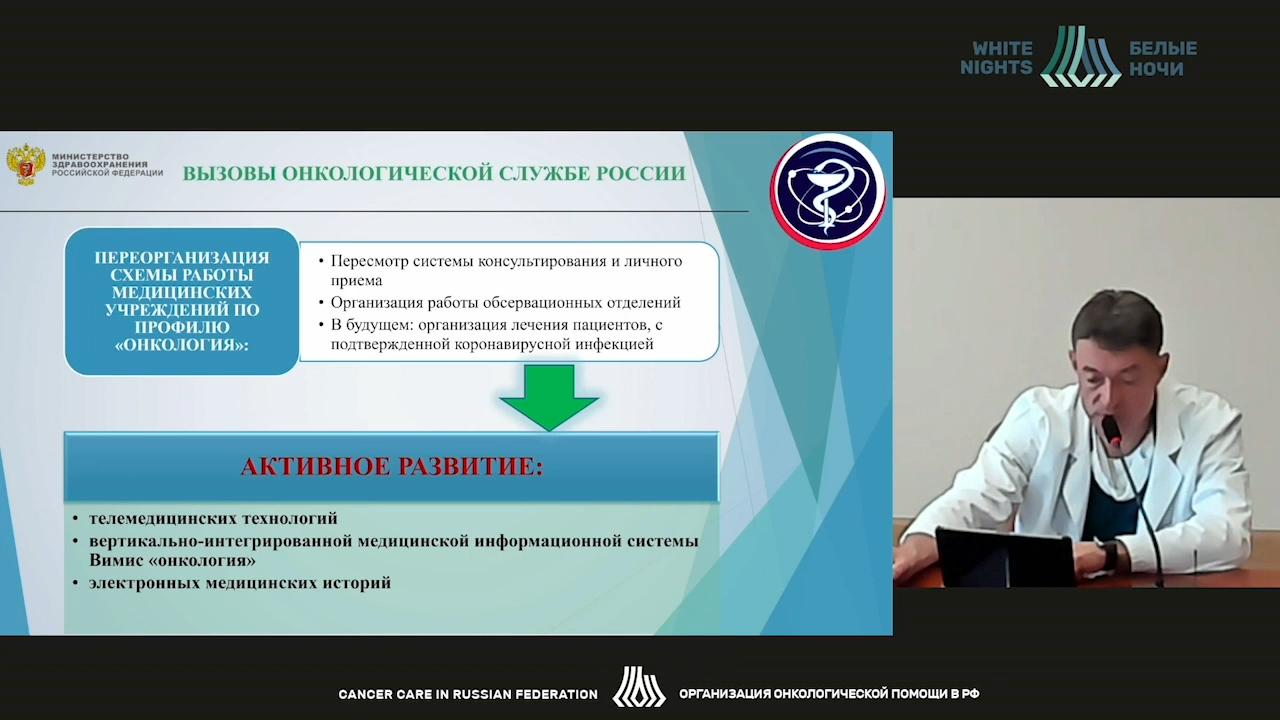 WHITE
NIGHTS
БЕЛЫЕ
НОЧИ
МИНИСТЕРСТВО
ЗДРАВООХРАНЕНИЯ
РОССИЙСКОЙ ФЕДЕРАЦИИ
ВЫЗОВЫ ОНКОЛОГИЧЕСКОЙ СЛУЖБЕ РОССИИ
ПЕРЕОРГАНИЗАЦИЯ
СХЕМЫ РАБОТЫ
МЕДИЦИНСКИХ
УЧРЕЖДЕНИЙ ПО
ПРОФИЛЮ
«ОНКОЛОГИЯ»:
• Пересмотр системы консультирования и личного
приема
• Организация работы обсервационных отделений
• В будущем: организация лечения пациентов, с
подтвержденной коронавирусной инфекцией
АКТИВНОЕ РАЗВИТИЕ:
• телемедицинских технологий
• вертикально-интегрированной медицинской информационной системы
Вимис «онкология»
• электронных медицинских историй
CANCER CARE IN RUSSIAN FEDERATION
ОРГАНИЗАЦИЯ ОНКОЛОГИЧЕСКОЙ ПОМОЩИ В РФ